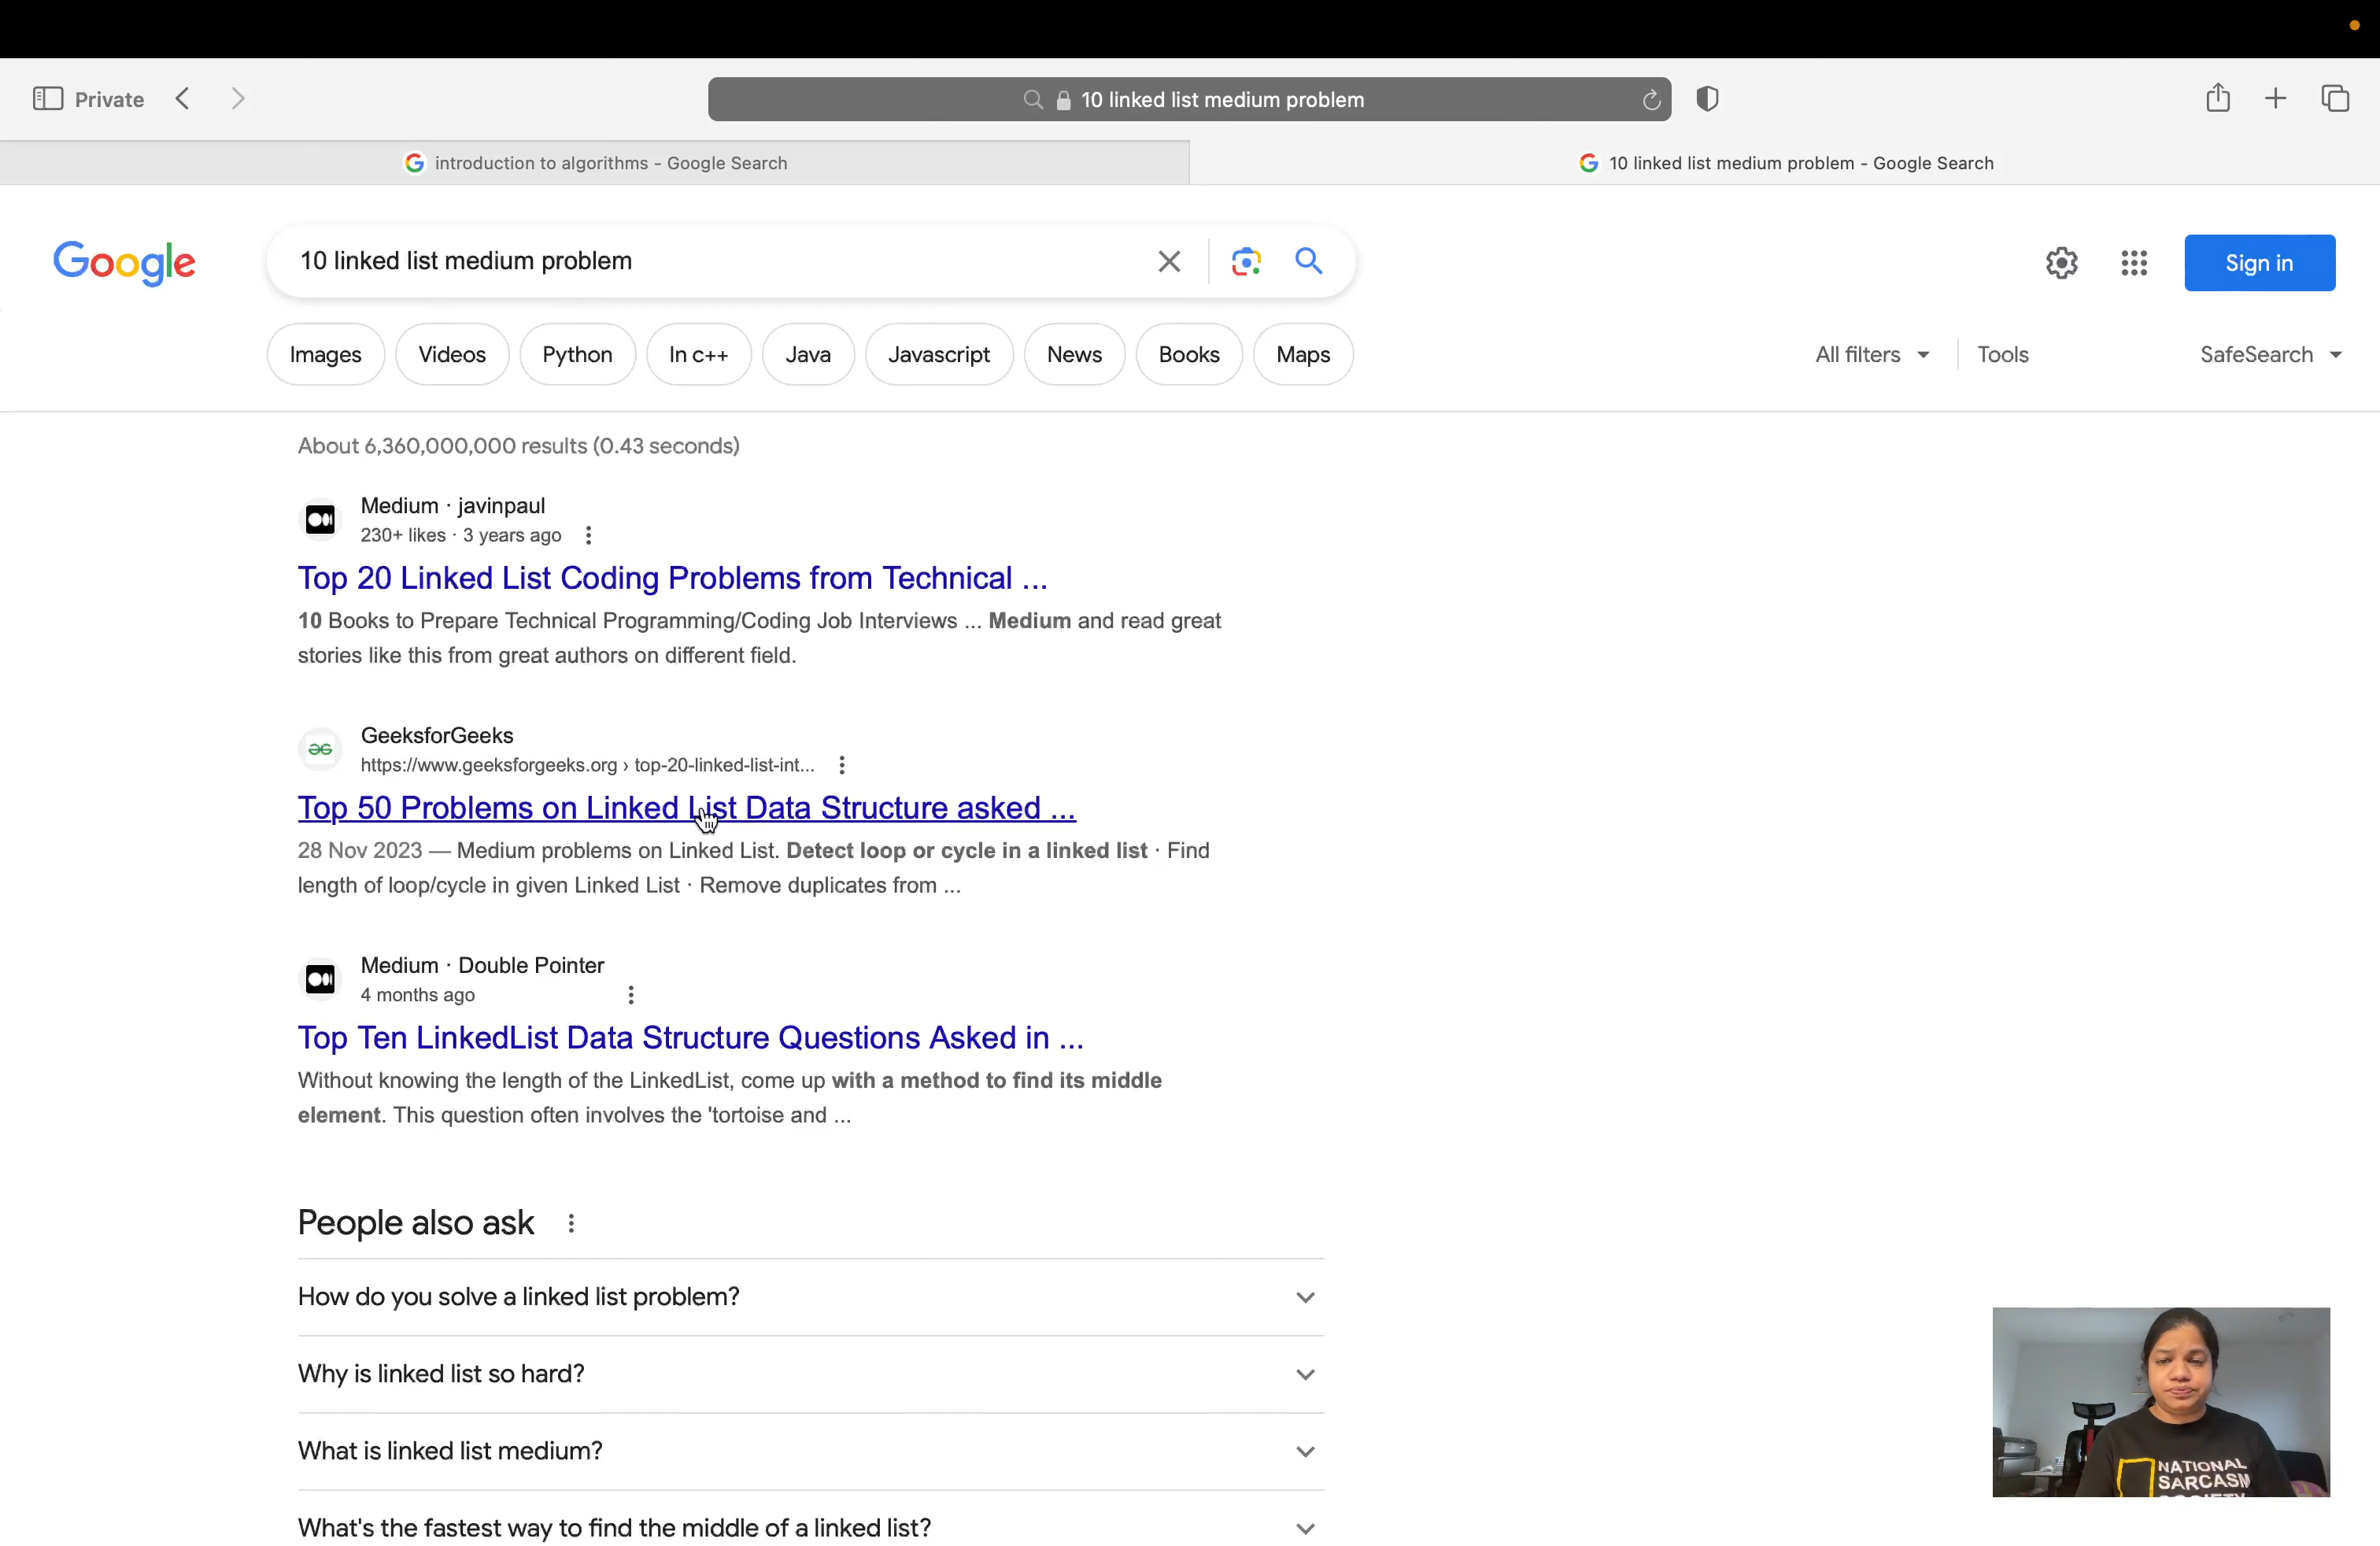 Private
10 linked list medium problem
introduction to algorithms - Google Search
10 linked list medium problem - Google Search
Google
10 linked list medium problem
Sign in
Images
Videos
Python
In c++
Java
Javascript
News
Books
Maps
All filters
Tools
SafeSearch
About 6,360,000,000 results (0.43 seconds)
Medium · javinpaul
230+ likes · 3 years ago
Top 20 Linked List Coding Problems from Technical ...
10 Books to Prepare Technical Programming/Coding Job Interviews ... Medium and read great
stories like this from great authors on different field.
GeeksforGeeks
https://www.geeksforgeeks.org › top-20-linked-list-int...
Top 50 Problems on Linked List Data Structure asked ...
28 Nov 2023 — Medium problems on Linked List. Detect loop or cycle in a linked list · Find
length of loop/cycle in given Linked List · Remove duplicates from ...
Medium · Double Pointer
4 months ago
Top Ten LinkedList Data Structure Questions Asked in ...
Without knowing the length of the LinkedList, come up with a method to find its middle
element. This question often involves the 'tortoise and ...
People also ask
How do you solve a linked list problem?
Why is linked list so hard?
What is linked list medium?
What's the fastest way to find the middle of a linked list?
NATIONAL
SARCASM